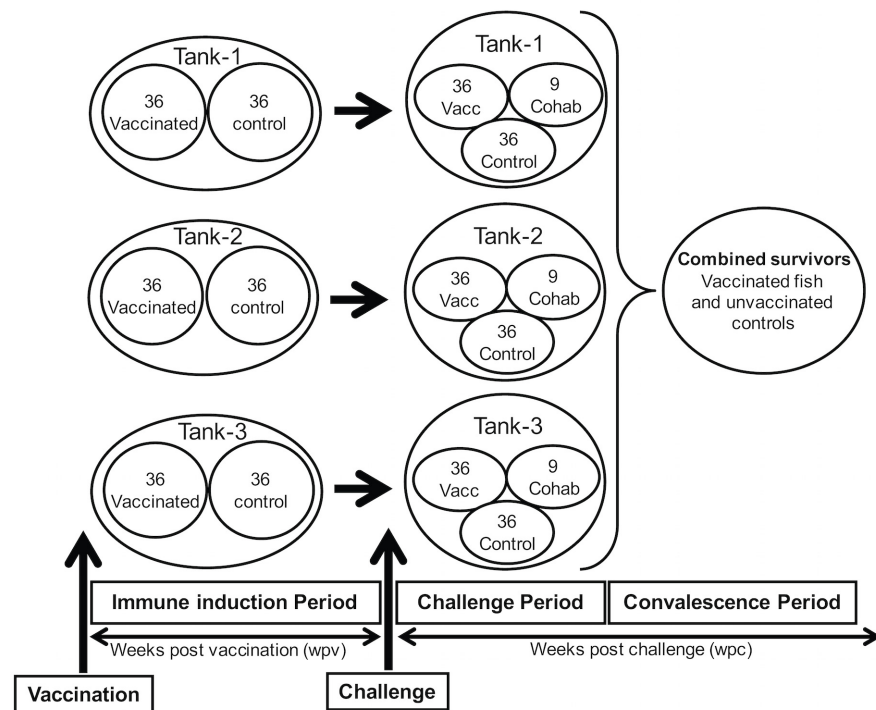 Tank-1
36
Vaccinated
36
control
Tank-1
36
Vacc
9
Cohab
36
Control
Tank-2
36
Vaccinated
36
control
Tank-2
36
Vacc
9
Cohab
36
Control
Combined survivors
Vaccinated fish
and unvaccinated
controls
Tank-3
36
Vaccinated
36
control
Tank-3
36
Vacc
9
Cohab
36
Control
Immune induction Period
Challenge Period
Convalescence Period
Weeks post vaccination (wpv)
Weeks post challenge (wpc)
Vaccination
Challenge